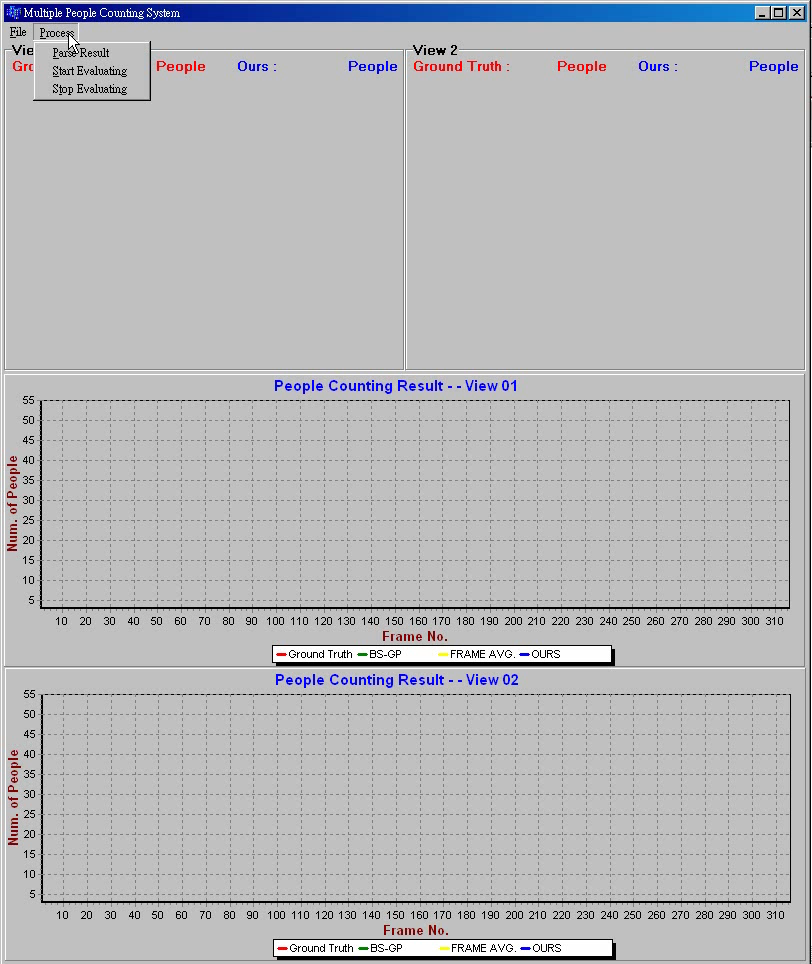 Multiple People Counting System
File Process
Parse Result
Start Evaluating
Stop Evaluating
People Ours : People
View 2
Ground Truth : People Ours : People
People Counting Result - - View 01
Num. of People
55
50
45
40
35
30
25
20
15
10
5
10 20 30 40 50 60 70 80 90 100 110 120 130 140 150 160 170 180 190 200 210 220 230 240 250 260 270 280 290 300 310
Frame No.
Ground Truth BS-GP FRAME AVG. OURS
People Counting Result - - View 02
Num. of People
55
50
45
40
35
30
25
20
15
10
5
10 20 30 40 50 60 70 80 90 100 110 120 130 140 150 160 170 180 190 200 210 220 230 240 250 260 270 280 290 300 310
Frame No.
Ground Truth BS-GP FRAME AVG. OURS